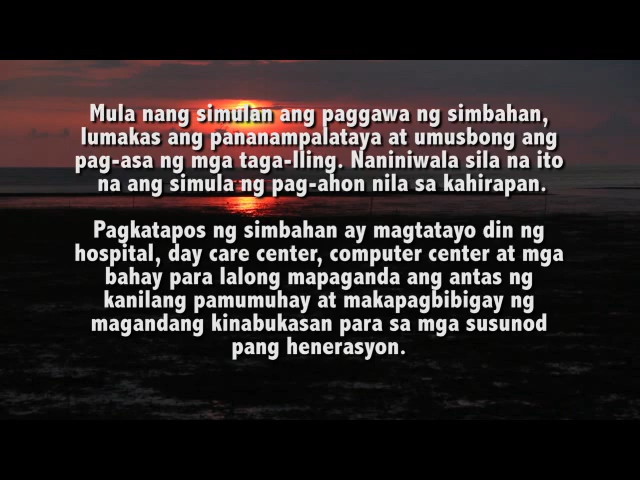 Mula nang simulan ang paggawa ng simbahan,
lumakas ang pananampalataya at umusbong ang
pag-asa ng mga taga-Iling. Naniniwala sila na ito
na ang simula ng pag-ahon nila sa kahirapan.
Pagkatapos ng simbahan ay magtatayo din ng
hospital, day care center, computer center at mga
bahay para lalong mapaganda ang antas ng
kanilang pamumuhay at makapagbibigay ng
magandang kinabukasan para sa mga susunod
pang henerasyon.